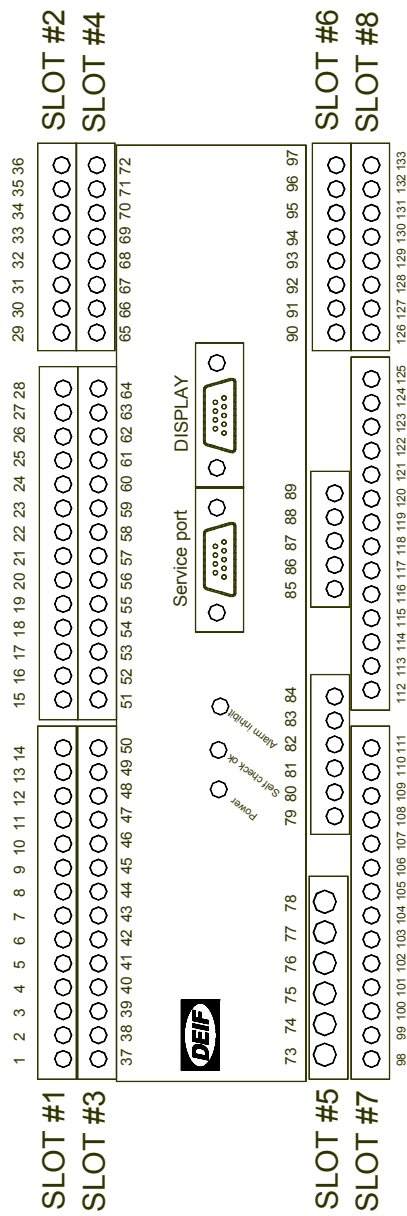 SLOT #2
SLOT #4
SLOT #6
SLOT #8
29 30 31 32 33 34 35 36
65 66 67 68 69 70 71 72
90 91 92 93 94 95 96 97
126 127 128 129 130 131 132 133
15 16 17 18 19 20 21 22 23 24 25 26 27 28
51 52 53 54 55 56 57 58 59 60 61 62 63 64
DISPLAY
Service port
85 86 87 88 89
112 113 114 115 116 117 118 119 120 121 122 123 124 125
Alarm inhibit
Self check ok
Power
79 80 81 82 83 84
1 2 3 4 5 6 7 8 9 10 11 12 13 14
37 38 39 40 41 42 43 44 45 46 47 48 49 50
DEIF
73 74 75 76 77 78
98 99 100 101 102 103 104 105 106 107 108 109 110 111
SLOT #1
SLOT #3
SLOT #5
SLOT #7